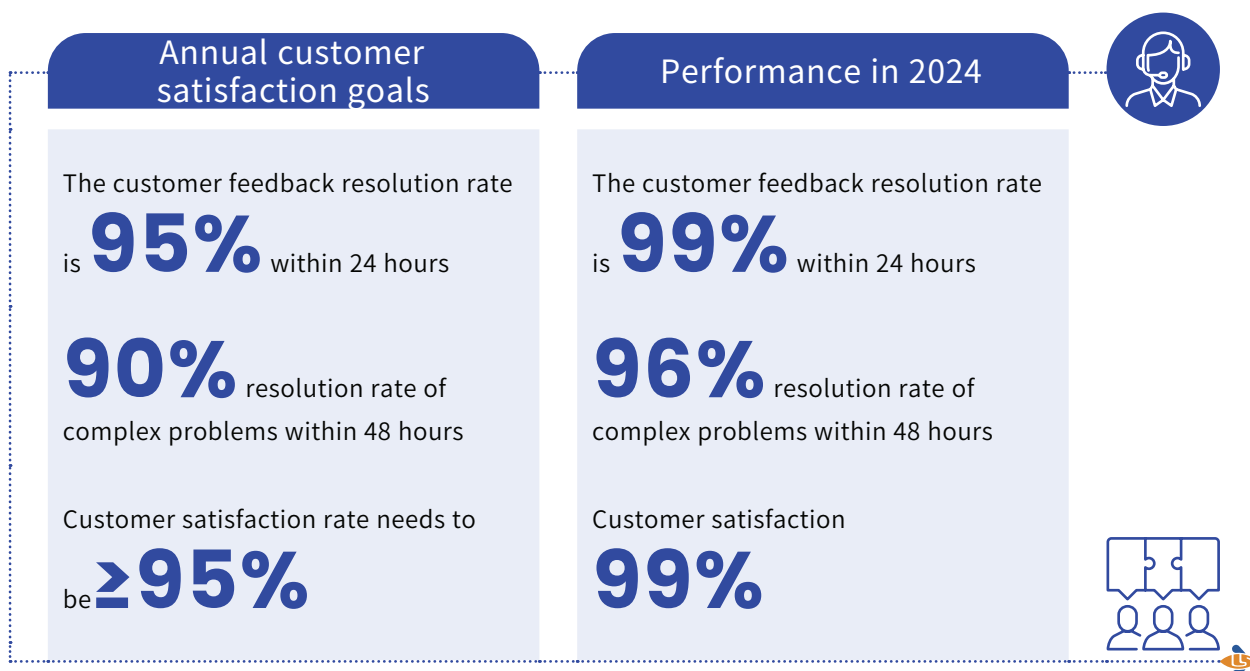 Annual customer
satisfaction goals
The customer feedback resolution rate
is 95% within 24 hours
90% resolution rate of
complex problems within 48 hours
Customer satisfaction rate needs to
be ≥95%
Performance in 2024
The customer feedback resolution rate
is 99% within 24 hours
96% resolution rate of
complex problems within 48 hours
Customer satisfaction
99%